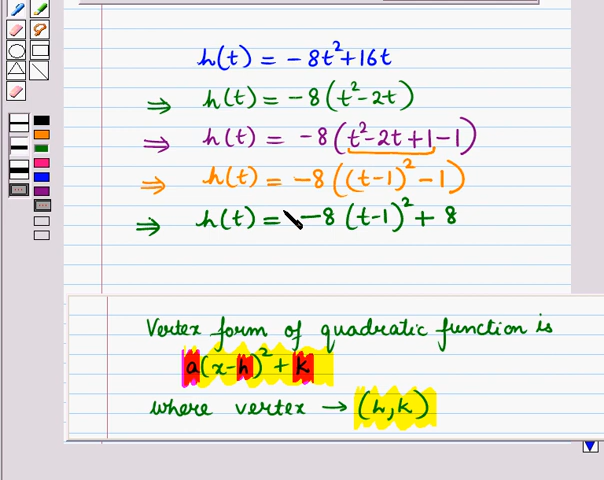 h(t) = -8t²+16t
⇒ h(t) = -8(t²-2t)
⇒ h(t) = -8(t²-2t+1-1)
⇒ h(t) = -8((t-1)²-1)
⇒ h(t) = -8(t-1)²+8
Vertex form of quadratic function is
a(x-h)²+k
where vertex → (h,k)